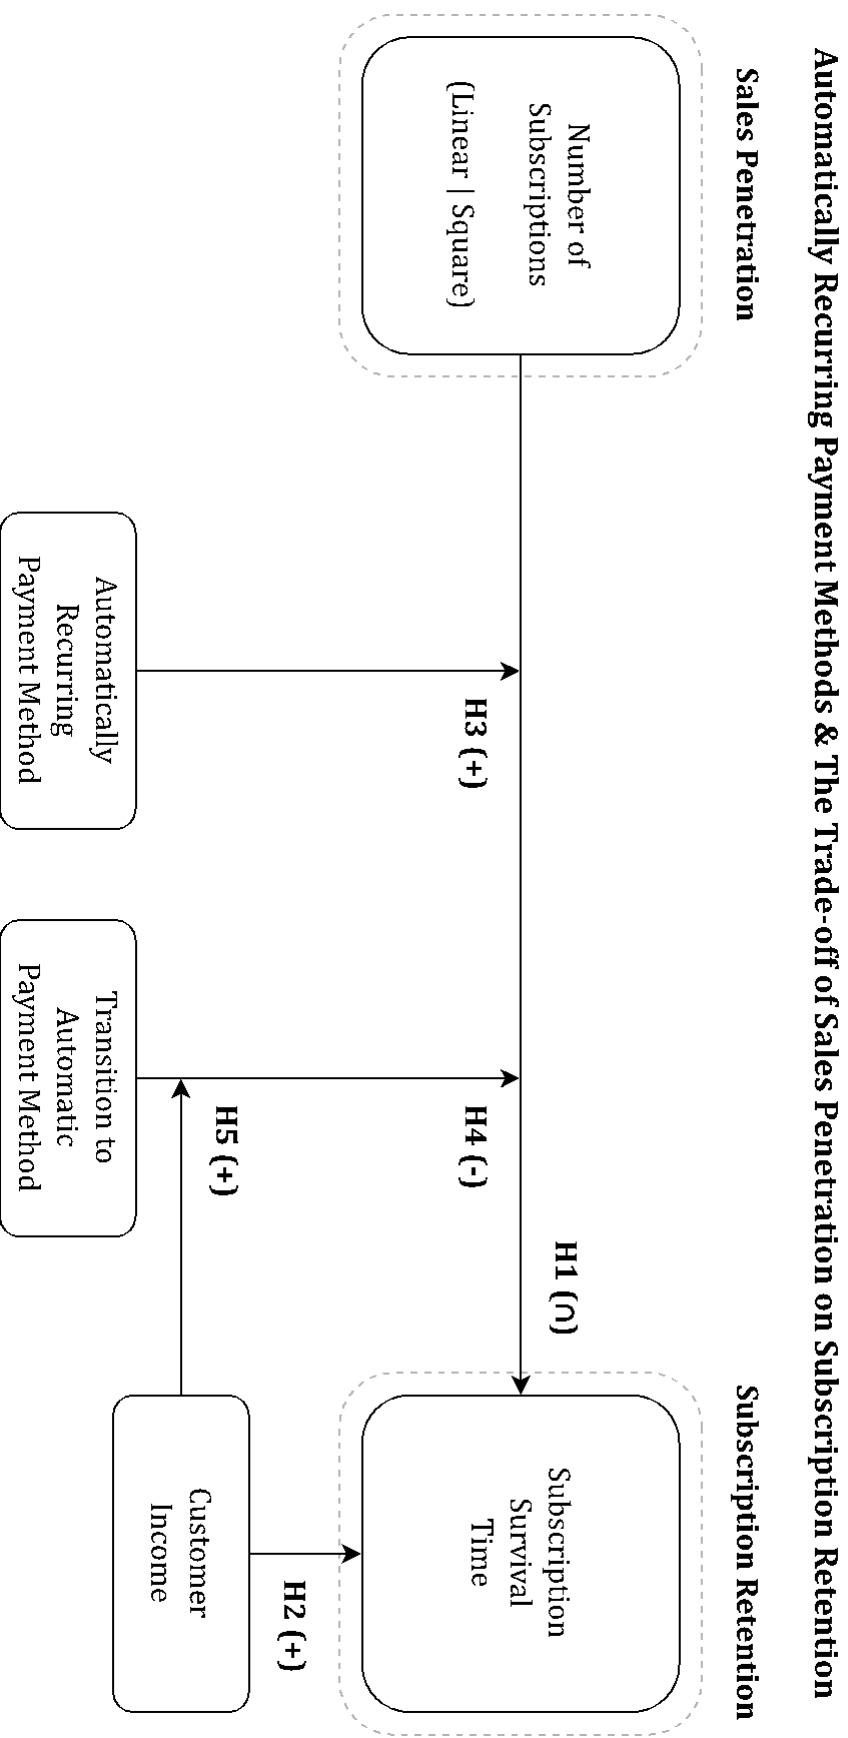 Automatically Recurring Payment Methods & The Trade-off of Sales Penetration on Subscription Retention
Sales Penetration
Subscription Retention
Number of
Subscriptions
(Linear | Square)
H1 (∩)
Subscription
Survival
Time
H3 (+)
H4 (-)
H5 (+)
H2 (+)
Automatically
Recurring
Payment Method
Transition to
Automatic
Payment Method
Customer
Income